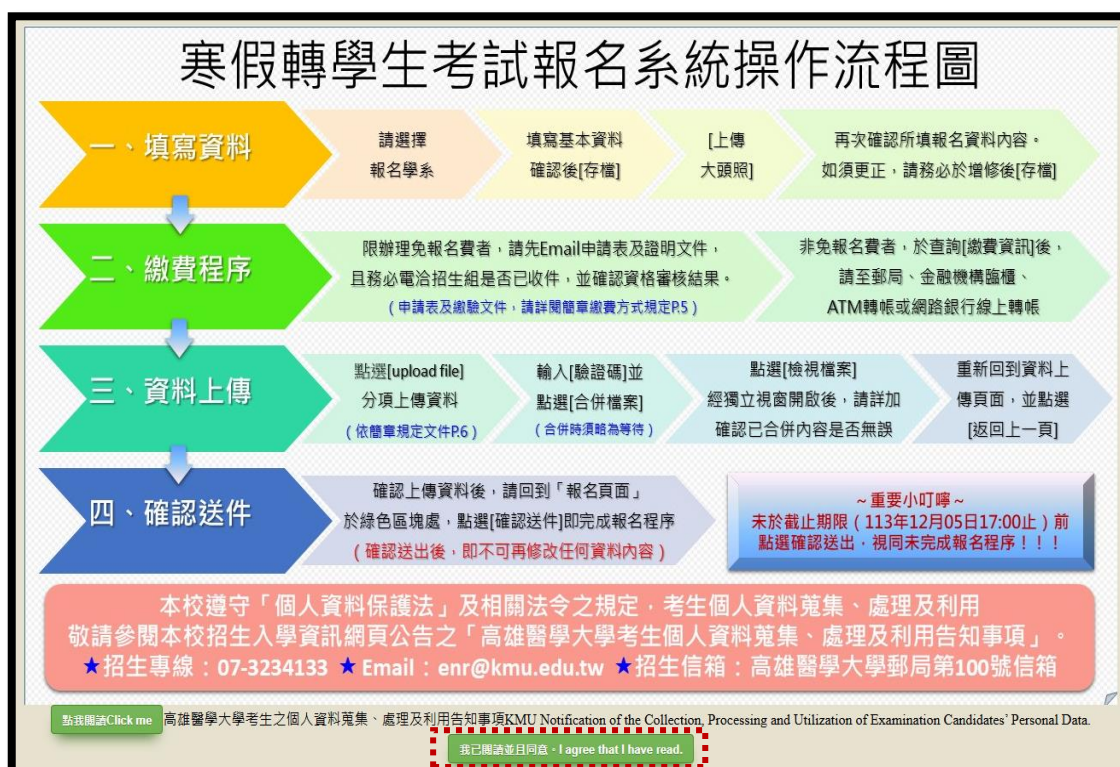 寒假轉學生考試報名系統操作流程圖
一、填寫資料
請選擇
報名學系
填寫基本資料
確認後[存檔]
[上傳
大頭照]
再次確認所填報名資料內容。
如須更正，請務必於增修後[存檔]
二、繳費程序
限辦理免報名費者，請先Email申請表及證明文件，
且務必電洽招生組是否已收件，並確認資格審核結果。
（申請表及繳驗文件，請詳閱簡章繳費方式規定P.5）
非免報名費者，於查詢[繳費資訊]後，
請至郵局、金融機構臨櫃、
ATM轉帳或網路銀行線上轉帳
三、資料上傳
點選[upload file]
分項上傳資料
（依簡章規定文件P.6）
輸入[驗證碼]並
點選[合併檔案]
（合併時須略為等待）
點選[檢視檔案]
經獨立視窗開啟後，請詳加
確認已合併內容是否無誤
重新回到資料上
傳頁面，並點選
[返回上一頁]
四、確認送件
確認上傳資料後，請回到「報名頁面」
於綠色區塊處，點選[確認送件]即完成報名程序
（確認送出後，即不可再修改任何資料內容）
～重要小叮嚀～
未於截止期限（113年12月05日17:00止）前
點選確認送出，視同未完成報名程序！！！
本校遵守「個人資料保護法」及相關法令之規定，考生個人資料蒐集、處理及利用
敬請參閱本校招生入學資訊網頁公告之「高雄醫學大學考生個人資料蒐集、處理及利用告知事項」。
★招生專線：07-3234133 ★Email：enr@kmu.edu.tw ★招生信箱：高雄醫學大學郵局第100號信箱
點我閱讀Click me 高雄醫學大學考生之個人資料蒐集、處理及利用告知事項KMU Notification of the Collection, Processing and Utilization of Examination Candidates' Personal Data.
我已閱讀並且同意。I agree that I have read.